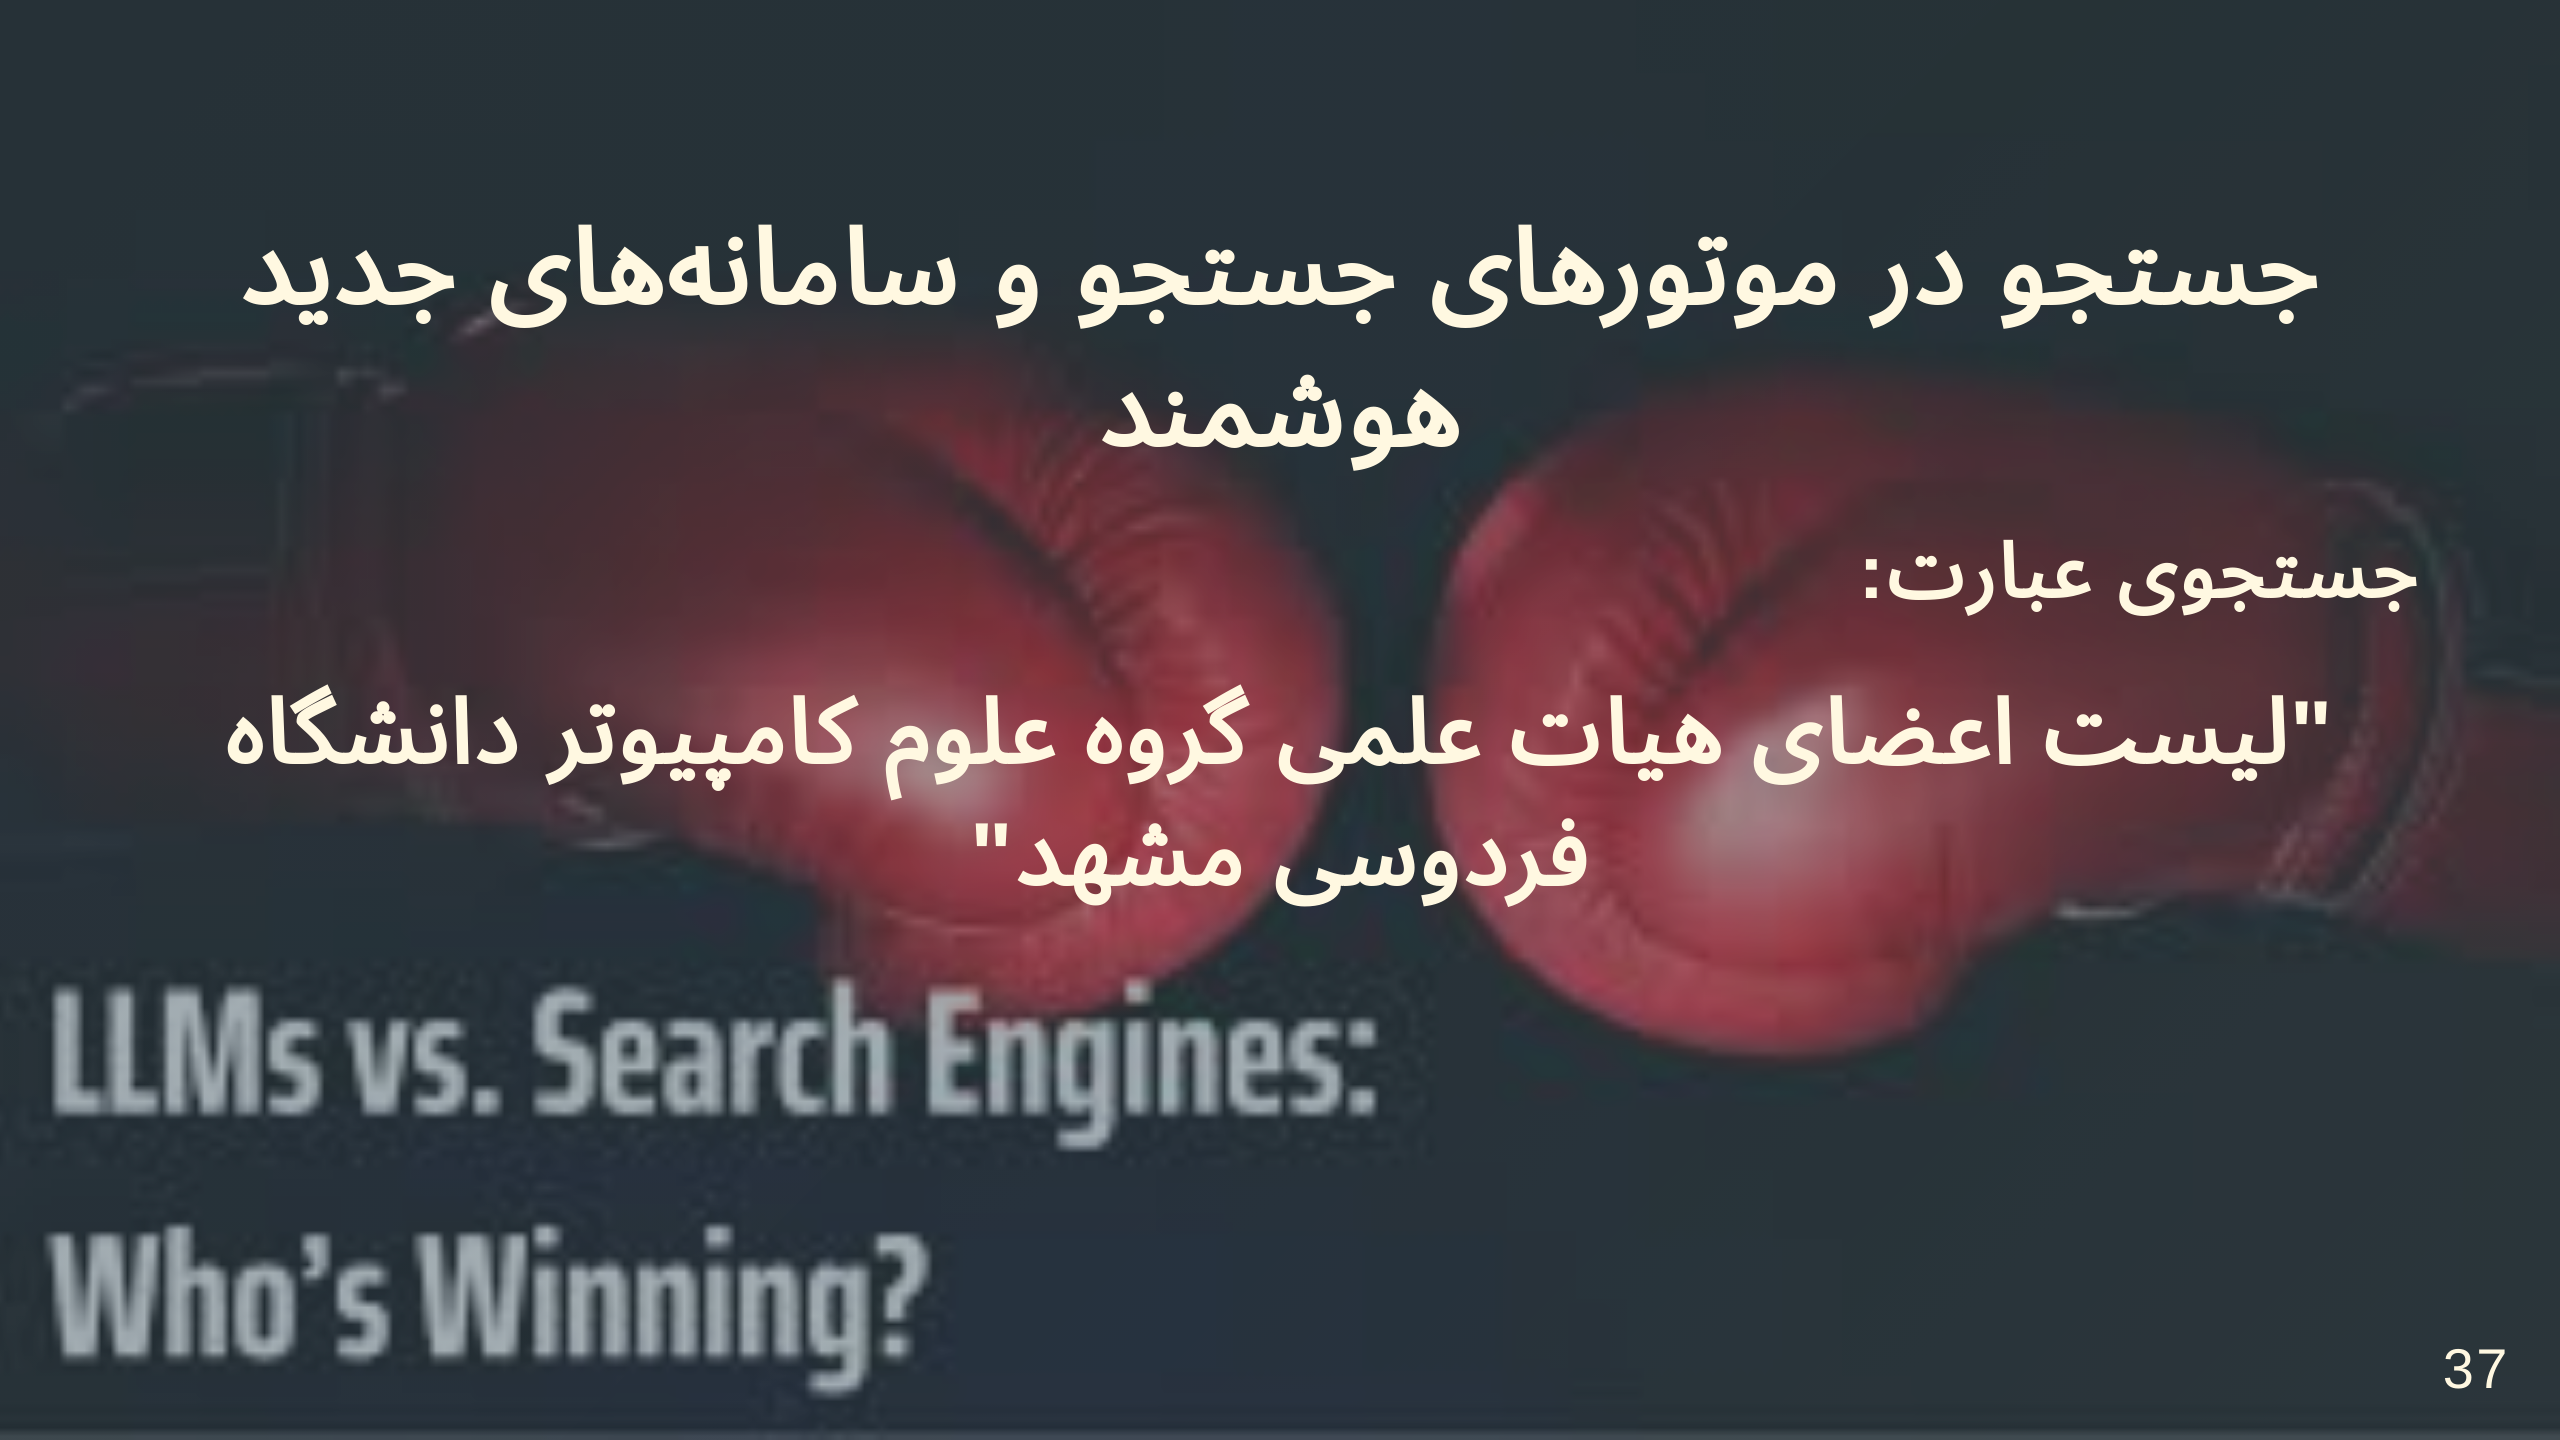 جستجو در موتورهای جستجو و سامانه‌های جدید
هوشمند
جستجوی عبارت:
"لیست اعضای هیات علمی گروه علوم کامپیوتر دانشگاه
فردوسی مشهد"
LLMs vs. Search Engines:
Who’s Winning?
37